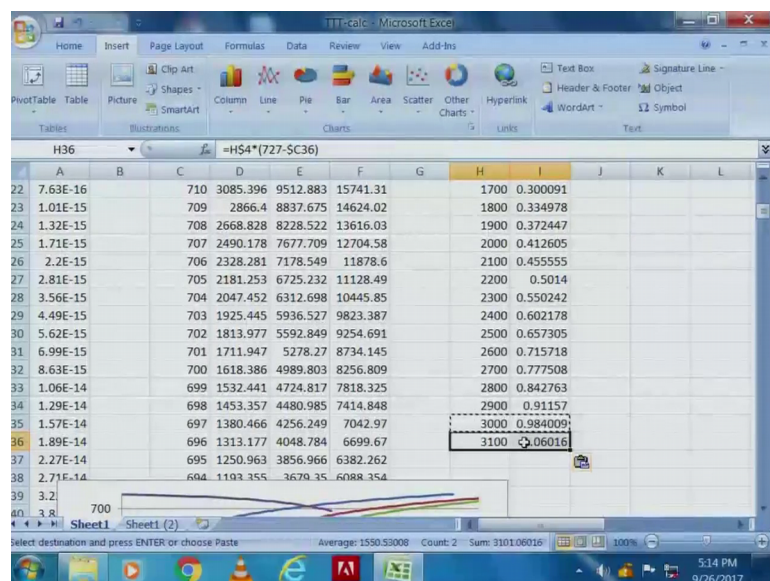 TTT-calc - Microsoft Excel
Home Insert Page Layout Formulas Data Review View Add-Ins
PivotTable Table Picture Clip Art Shapes SmartArt Column Line Pie Bar Area Scatter Other Charts Hyperlink Text Box Header & Footer WordArt Signature Line Object Symbol
Tables Illustrations Charts Links Text
H36 fx =H$4*(727-$C36)
A B C D E F G H I J K L
22 7.63E-16 710 3085.396 9512.883 15741.31 1700 0.300091
23 1.01E-15 709 2866.4 8837.675 14624.02 1800 0.334978
24 1.32E-15 708 2668.828 8228.522 13616.03 1900 0.372447
25 1.71E-15 707 2490.178 7677.709 12704.58 2000 0.412605
26 2.2E-15 706 2328.281 7178.549 11878.6 2100 0.455555
27 2.81E-15 705 2181.253 6725.232 11128.49 2200 0.5014
28 3.56E-15 704 2047.452 6312.698 10445.85 2300 0.550242
29 4.49E-15 703 1925.445 5936.527 9823.387 2400 0.602178
30 5.62E-15 702 1813.977 5592.849 9254.691 2500 0.657305
31 6.99E-15 701 1711.947 5278.27 8734.145 2600 0.715718
32 8.63E-15 700 1618.386 4989.803 8256.809 2700 0.777508
33 1.06E-14 699 1532.441 4724.817 7818.325 2800 0.842763
34 1.29E-14 698 1453.357 4480.985 7414.848 2900 0.91157
35 1.57E-14 697 1380.466 4256.249 7042.97 3000 0.984009
36 1.89E-14 696 1313.177 4048.784 6699.67 3100 1.06016
37 2.27E-14 695 1250.963 3856.966 6382.262
38 2.71E-14 694 1193.355 3679.35 6088.354
39 3.2
40 3.8 700
Sheet1 Sheet1 (2)
Select destination and press ENTER or choose Paste Average: 1550.53008 Count: 2 Sum: 3101.06016 100%
5:14 PM
9/26/2017